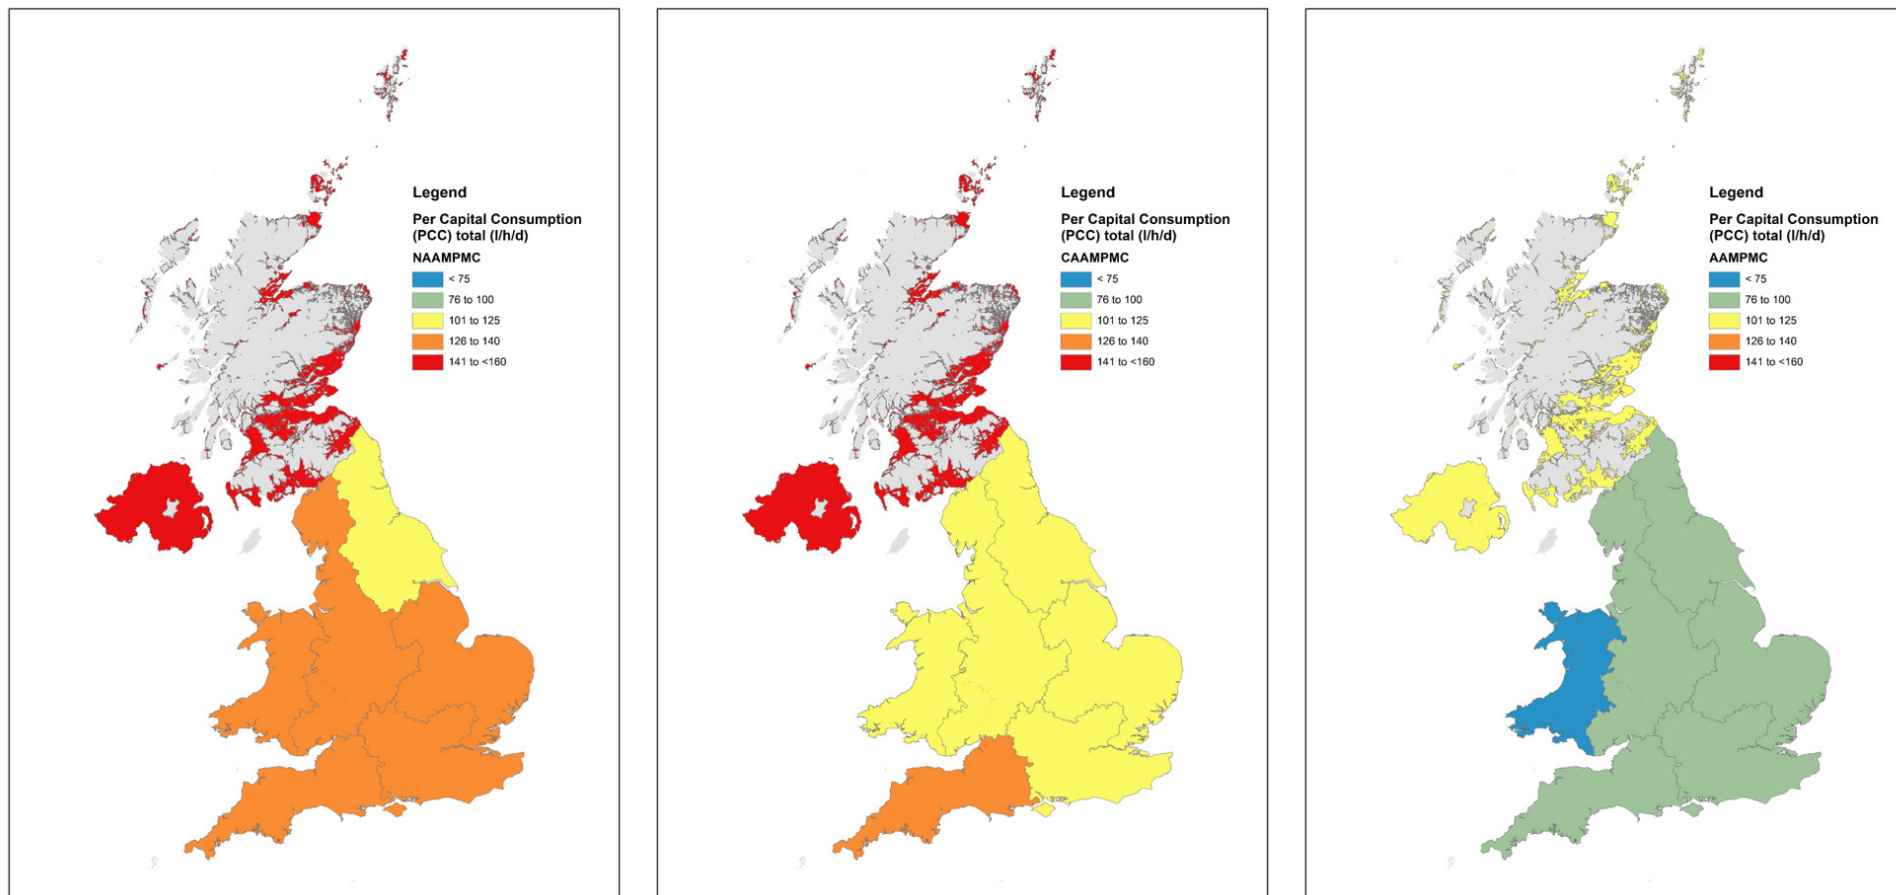 Legend
Per Capital Consumption
(PCC) total (l/h/d)
NAAMPMC
< 75
76 to 100
101 to 125
126 to 140
141 to <160
Legend
Per Capital Consumption
(PCC) total (l/h/d)
CAAMPMC
< 75
76 to 100
101 to 125
126 to 140
141 to <160
Legend
Per Capital Consumption
(PCC) total (l/h/d)
AAMPMC
< 75
76 to 100
101 to 125
126 to 140
141 to <160